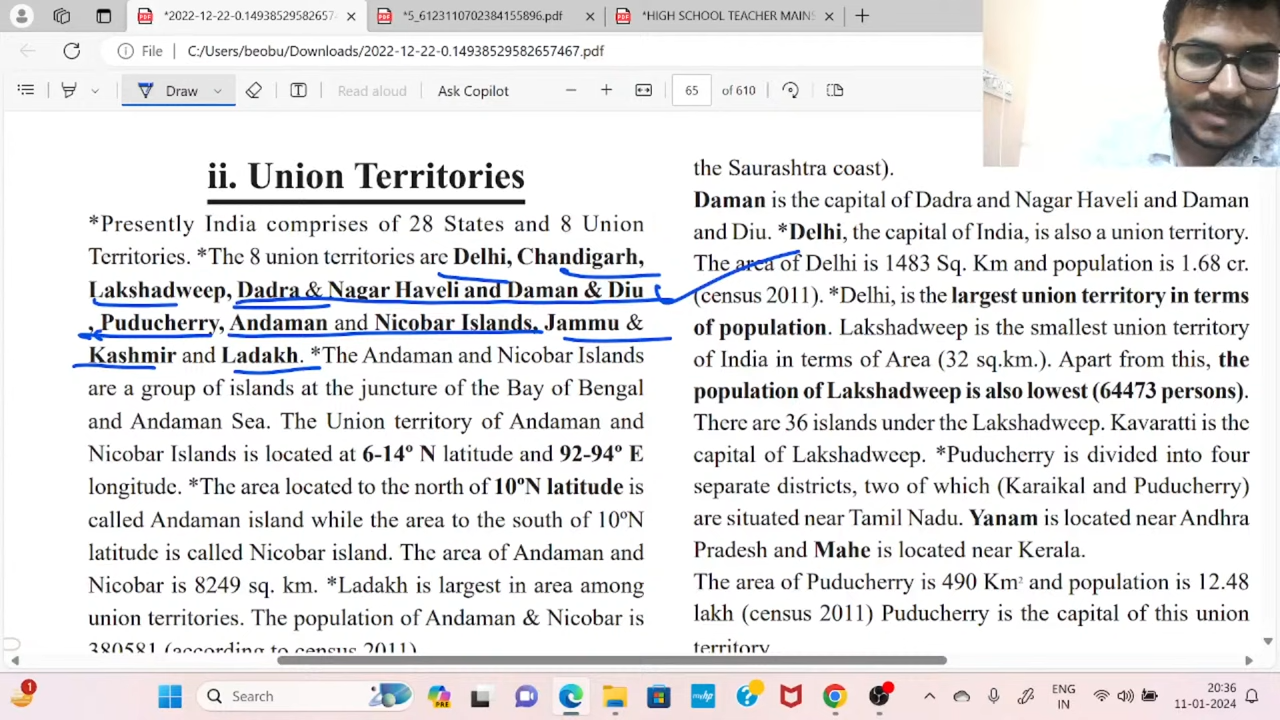 *2022-12-22-0.14938529582657
*5_6123110702384155896.pdf
*HIGH SCHOOL TEACHER MAINS
File
C:/Users/beobu/Downloads/2022-12-22-0.14938529582657467.pdf
Draw
Read aloud
Ask Copilot
65
of 610
ii. Union Territories
*Presently India comprises of 28 States and 8 Union
Territories. *The 8 union territories are Delhi, Chandigarh,
Lakshadweep, Dadra & Nagar Haveli and Daman & Diu
, Puducherry, Andaman and Nicobar Islands, Jammu &
Kashmir and Ladakh. *The Andaman and Nicobar Islands
are a group of islands at the juncture of the Bay of Bengal
and Andaman Sea. The Union territory of Andaman and
Nicobar Islands is located at 6-14º N latitude and 92-94º E
longitude. *The area located to the north of 10ºN latitude is
called Andaman island while the area to the south of 10ºN
latitude is called Nicobar island. The area of Andaman and
Nicobar is 8249 sq. km. *Ladakh is largest in area among
union territories. The population of Andaman & Nicobar is
380581 (according to census 2011)
the Saurashtra coast).
Daman is the capital of Dadra and Nagar Haveli and Daman
and Diu. *Delhi, the capital of India, is also a union territory.
The area of Delhi is 1483 Sq. Km and population is 1.68 cr.
(census 2011). *Delhi, is the largest union territory in terms
of population. Lakshadweep is the smallest union territory
of India in terms of Area (32 sq.km.). Apart from this, the
population of Lakshadweep is also lowest (64473 persons).
There are 36 islands under the Lakshadweep. Kavaratti is the
capital of Lakshadweep. *Puducherry is divided into four
separate districts, two of which (Karaikal and Puducherry)
are situated near Tamil Nadu. Yanam is located near Andhra
Pradesh and Mahe is located near Kerala.
The area of Puducherry is 490 Km² and population is 12.48
lakh (census 2011) Puducherry is the capital of this union
territory
1
Search
PRE
ENG
IN
20:36
11-01-2024